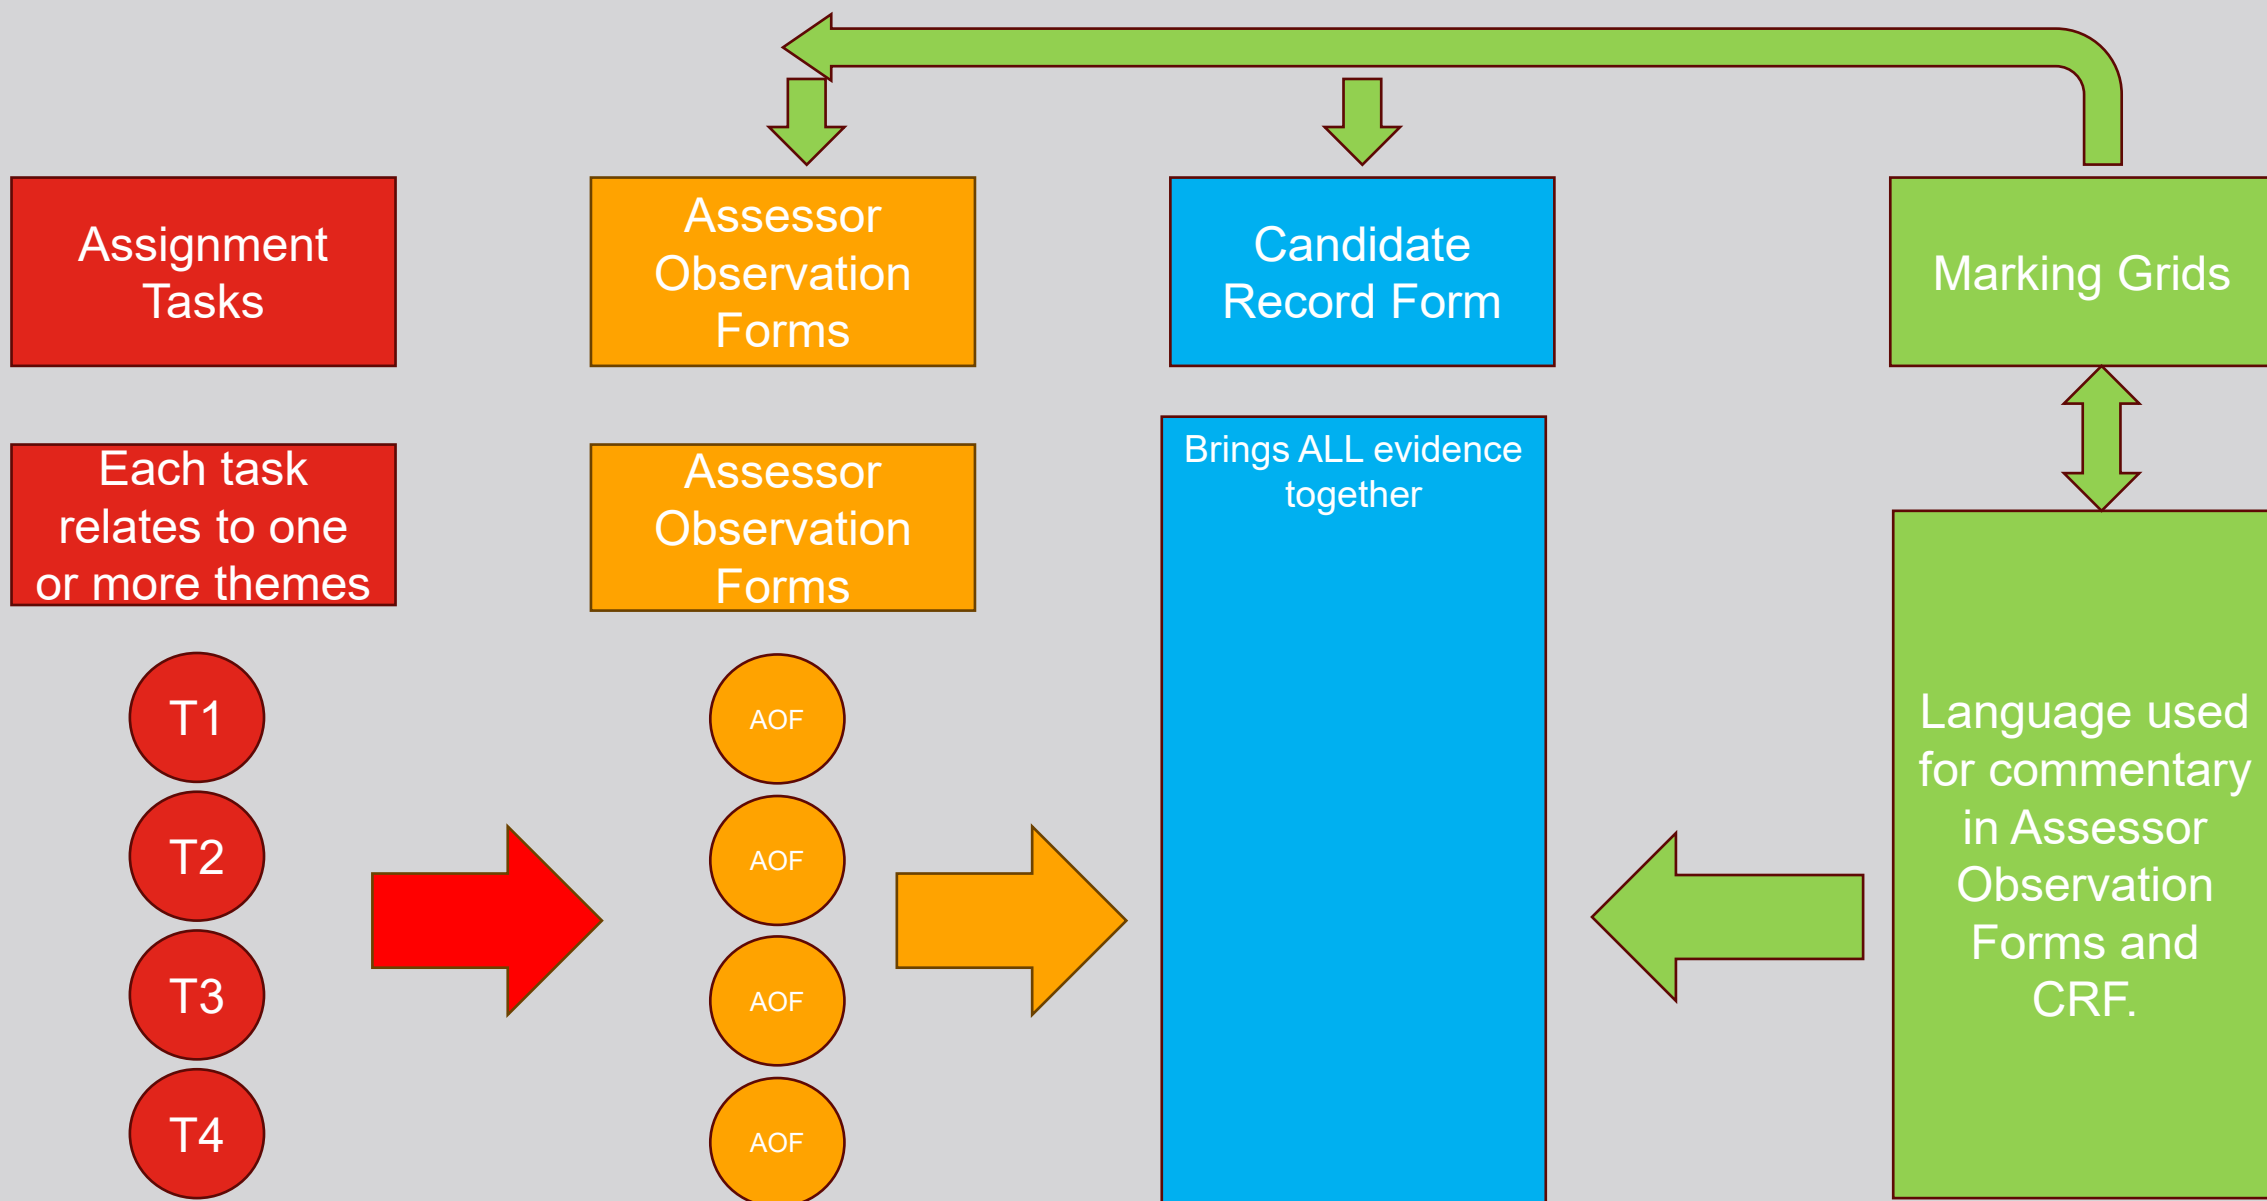 Assignment
Tasks
Assessor
Observation
Forms
Candidate
Record Form
Marking Grids
Each task
relates to one
or more themes
Assessor
Observation
Forms
Brings ALL evidence
together
T1
T2
T3
T4
AOF
AOF
AOF
AOF
Language used
for commentary
in Assessor
Observation
Forms and
CRF.